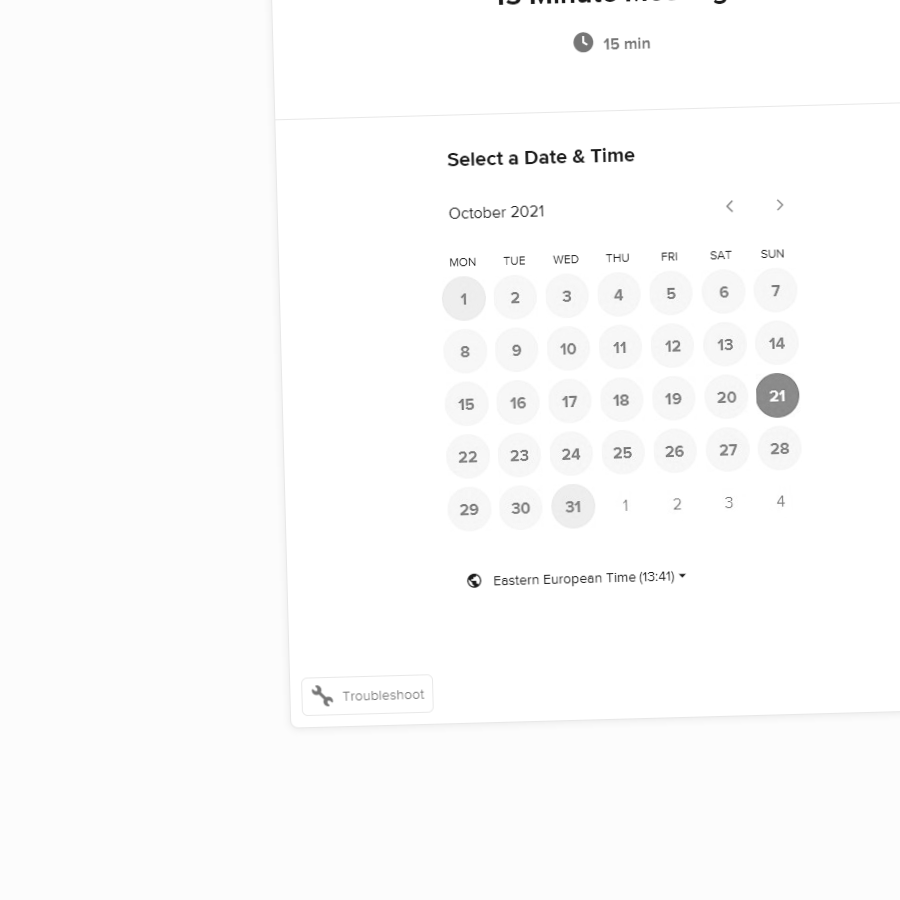 15 min
Select a Date & Time
October 2021
MON TUE WED THU FRI SAT SUN
1 2 3 4 5 6 7
8 9 10 11 12 13 14
15 16 17 18 19 20 21
22 23 24 25 26 27 28
29 30 31 1 2 3 4
Eastern European Time (13:41)
Troubleshoot